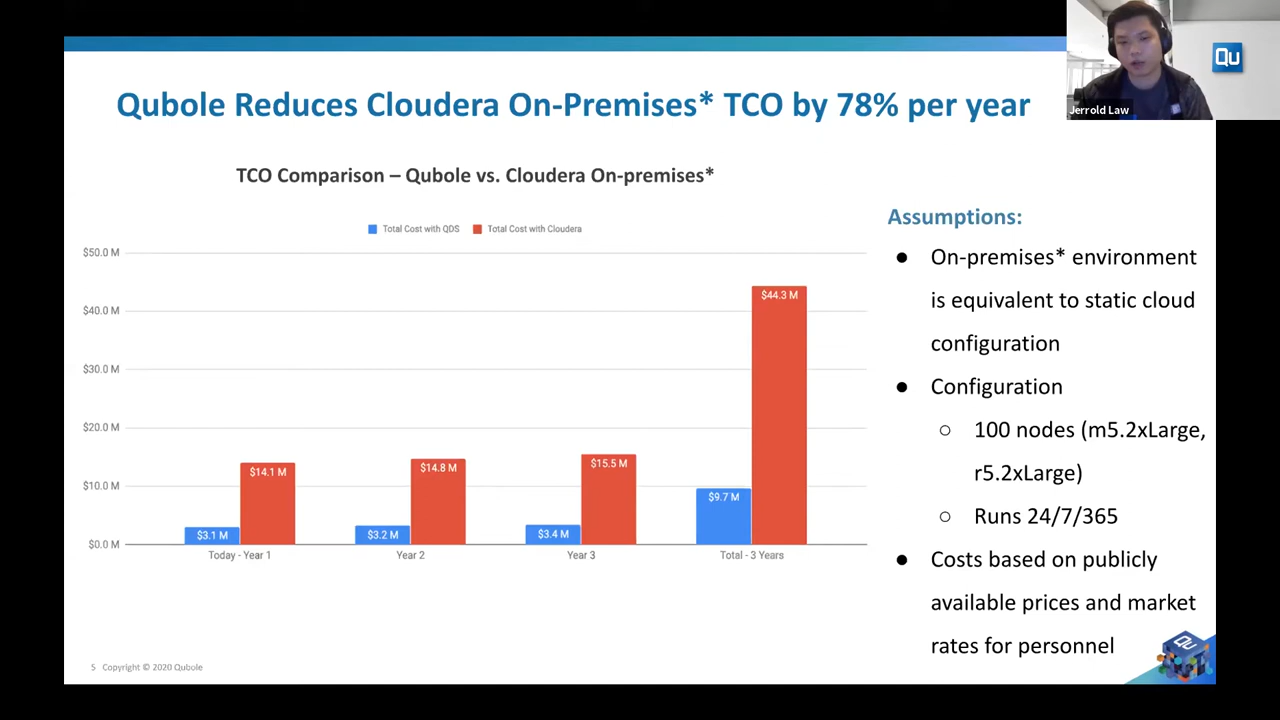 Qu
Jerrold Law
Qubole Reduces Cloudera On-Premises* TCO by 78% per year
TCO Comparison – Qubole vs. Cloudera On-premises*
Total Cost with QDS
Total Cost with Cloudera
$50.0 M
$40.0 M
$30.0 M
$20.0 M
$10.0 M
$0.0 M
$3.1 M
$14.1 M
$3.2 M
$14.8 M
$3.4 M
$15.5 M
$9.7 M
$44.3 M
Today - Year 1
Year 2
Year 3
Total - 3 Years
Assumptions:
● On-premises* environment
is equivalent to static cloud
configuration
● Configuration
○ 100 nodes (m5.2xLarge,
r5.2xLarge)
○ Runs 24/7/365
● Costs based on publicly
available prices and market
rates for personnel
5 Copyright © 2020 Qubole
Qu